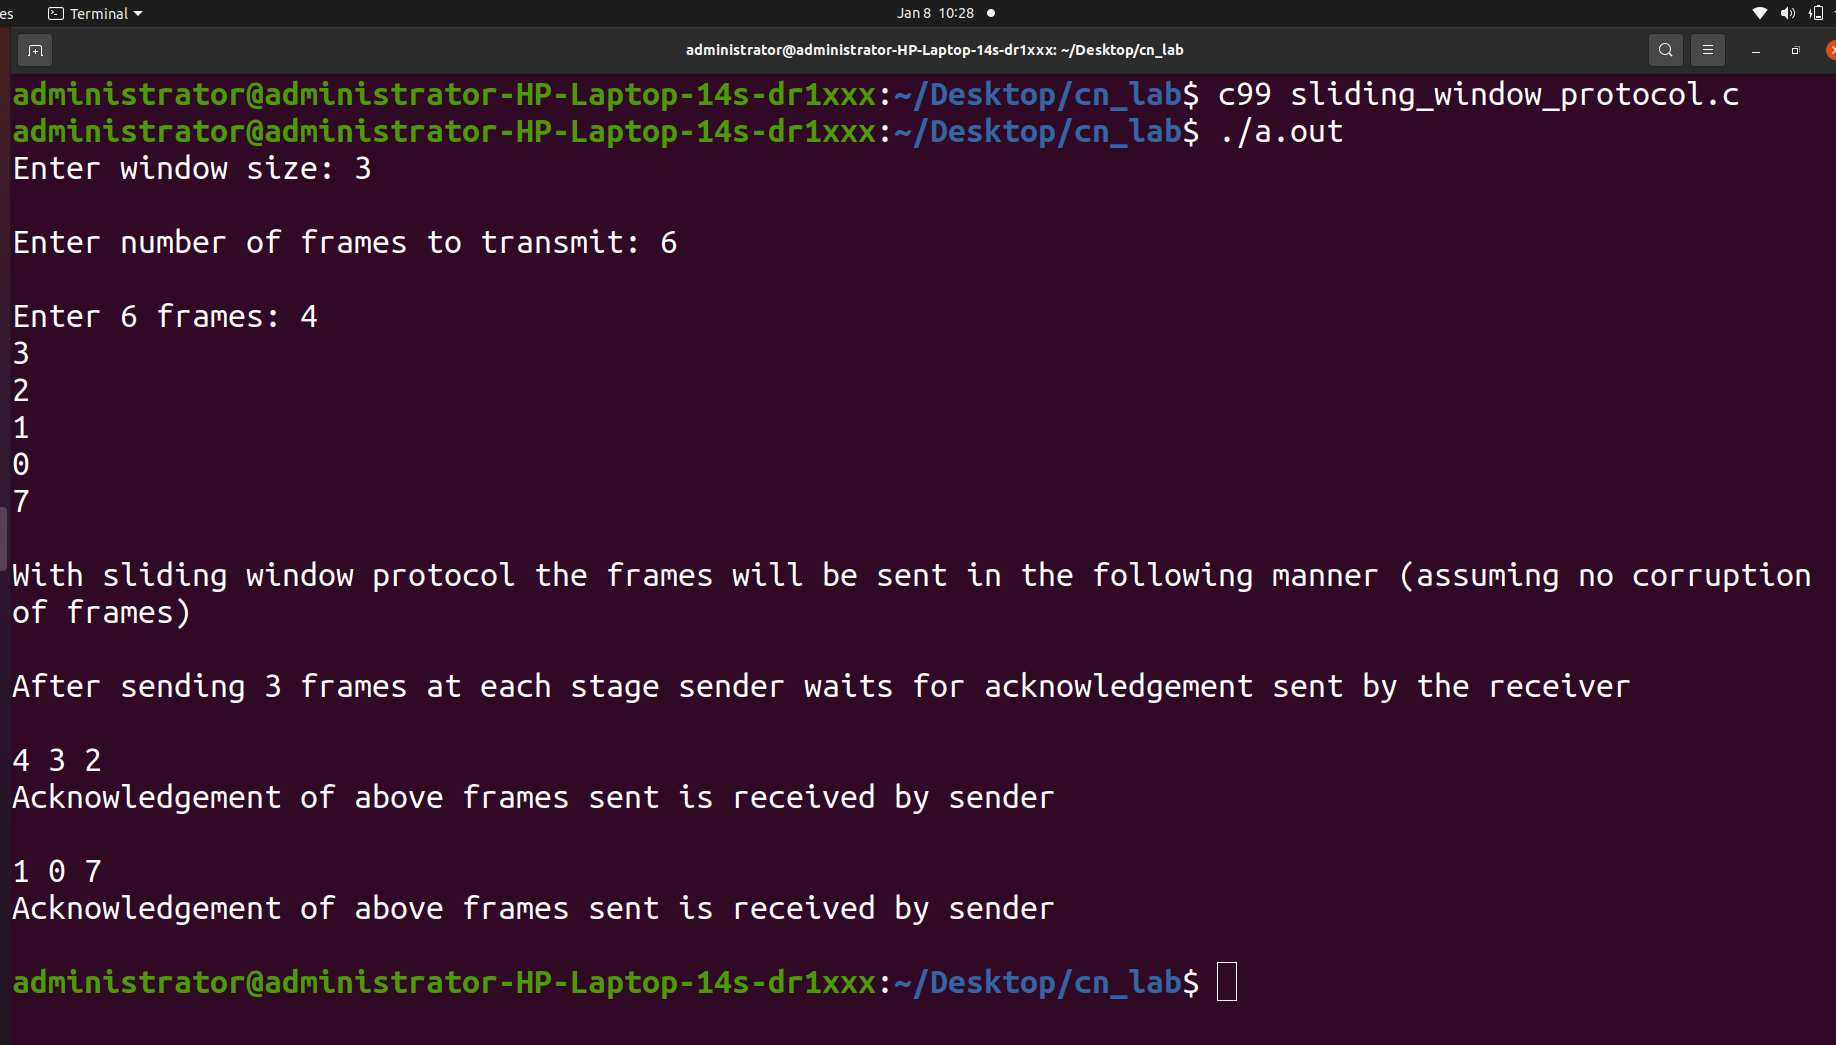 es Terminal Jan 8 10:28
administrator@administrator-HP-Laptop-14s-dr1xxx: ~/Desktop/cn_lab
administrator@administrator-HP-Laptop-14s-dr1xxx:~/Desktop/cn_lab$ c99 sliding_window_protocol.c
administrator@administrator-HP-Laptop-14s-dr1xxx:~/Desktop/cn_lab$ ./a.out
Enter window size: 3
Enter number of frames to transmit: 6
Enter 6 frames: 4
3
2
1
0
7
With sliding window protocol the frames will be sent in the following manner (assuming no corruption
of frames)
After sending 3 frames at each stage sender waits for acknowledgement sent by the receiver
4 3 2
Acknowledgement of above frames sent is received by sender
1 0 7
Acknowledgement of above frames sent is received by sender
administrator@administrator-HP-Laptop-14s-dr1xxx:~/Desktop/cn_lab$